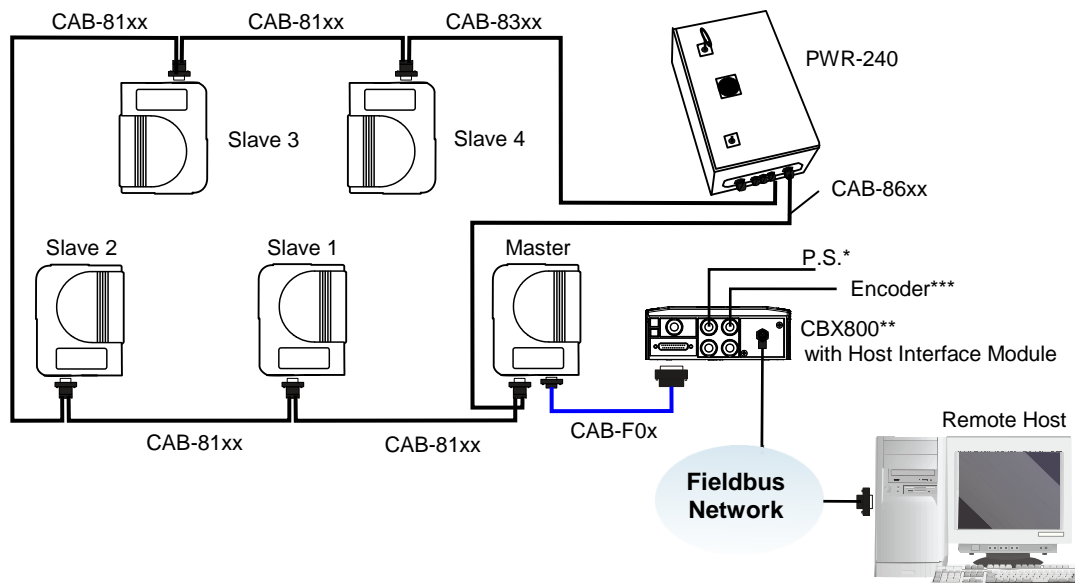 CAB-81xx
CAB-81xx
CAB-83xx
PWR-240
Slave 3
Slave 4
CAB-86xx
Slave 2
Slave 1
Master
P.S.*
Encoder***
CBX800**
with Host Interface Module
CAB-81xx
CAB-81xx
CAB-F0x
Remote Host
Fieldbus
Network